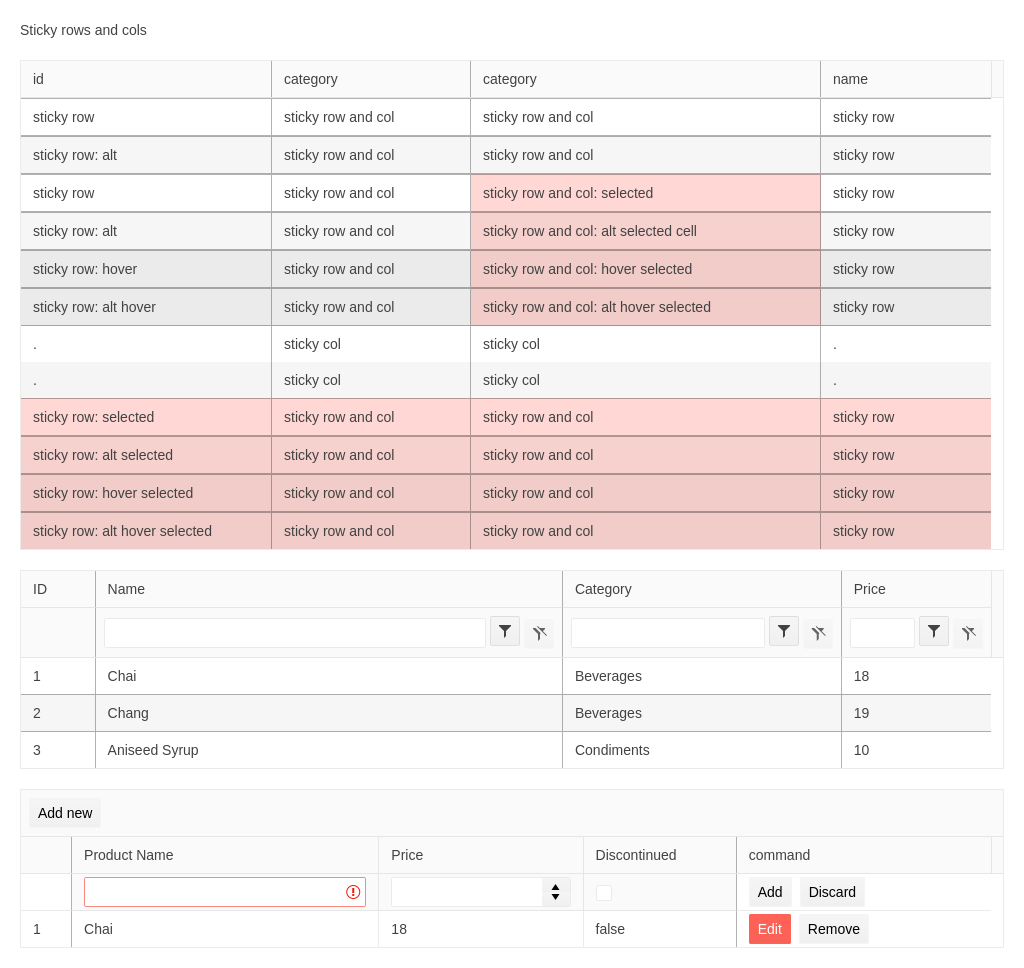 Sticky rows and cols
id category category name
sticky row sticky row and col sticky row and col sticky row
sticky row: alt sticky row and col sticky row and col sticky row
sticky row sticky row and col sticky row and col: selected sticky row
sticky row: alt sticky row and col sticky row and col: alt selected cell sticky row
sticky row: hover sticky row and col sticky row and col: hover selected sticky row
sticky row: alt hover sticky row and col sticky row and col: alt hover selected sticky row
. sticky col sticky col .
. sticky col sticky col .
sticky row: selected sticky row and col sticky row and col sticky row
sticky row: alt selected sticky row and col sticky row and col sticky row
sticky row: hover selected sticky row and col sticky row and col sticky row
sticky row: alt hover selected sticky row and col sticky row and col sticky row
ID Name Category Price
1 Chai Beverages 18
2 Chang Beverages 19
3 Aniseed Syrup Condiments 10
Add new
Product Name Price Discontinued command
Add Discard
1 Chai 18 false Edit Remove